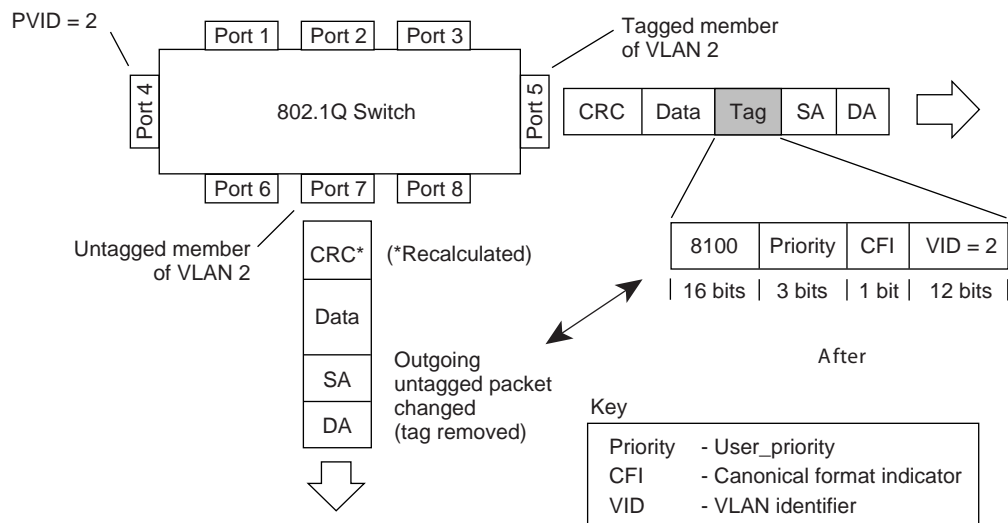 PVID = 2
Port 1
Port 2
Port 3
Tagged member
of VLAN 2
Port 4
802.1Q Switch
Port 5
CRC
Data
Tag
SA
DA
Port 6
Port 7
Port 8
Untagged member
of VLAN 2
CRC*
(*Recalculated)
Data
SA
DA
8100
Priority
CFI
VID = 2
16 bits
3 bits
1 bit
12 bits
After
Outgoing
untagged packet
changed
(tag removed)
Key
Priority - User_priority
CFI - Canonical format indicator
VID - VLAN identifier